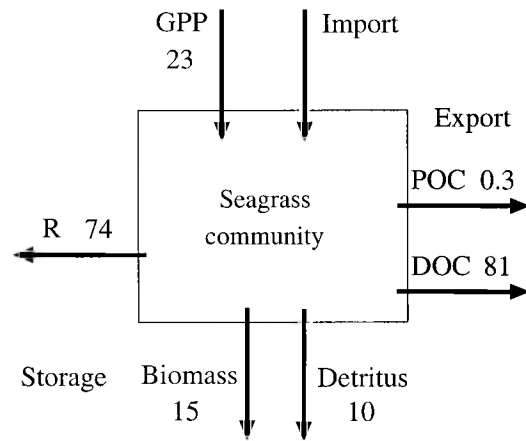 GPP
23
Import
Export
POC 0.3
Seagrass
community
R 74
DOC 81
Storage
Biomass
15
Detritus
10